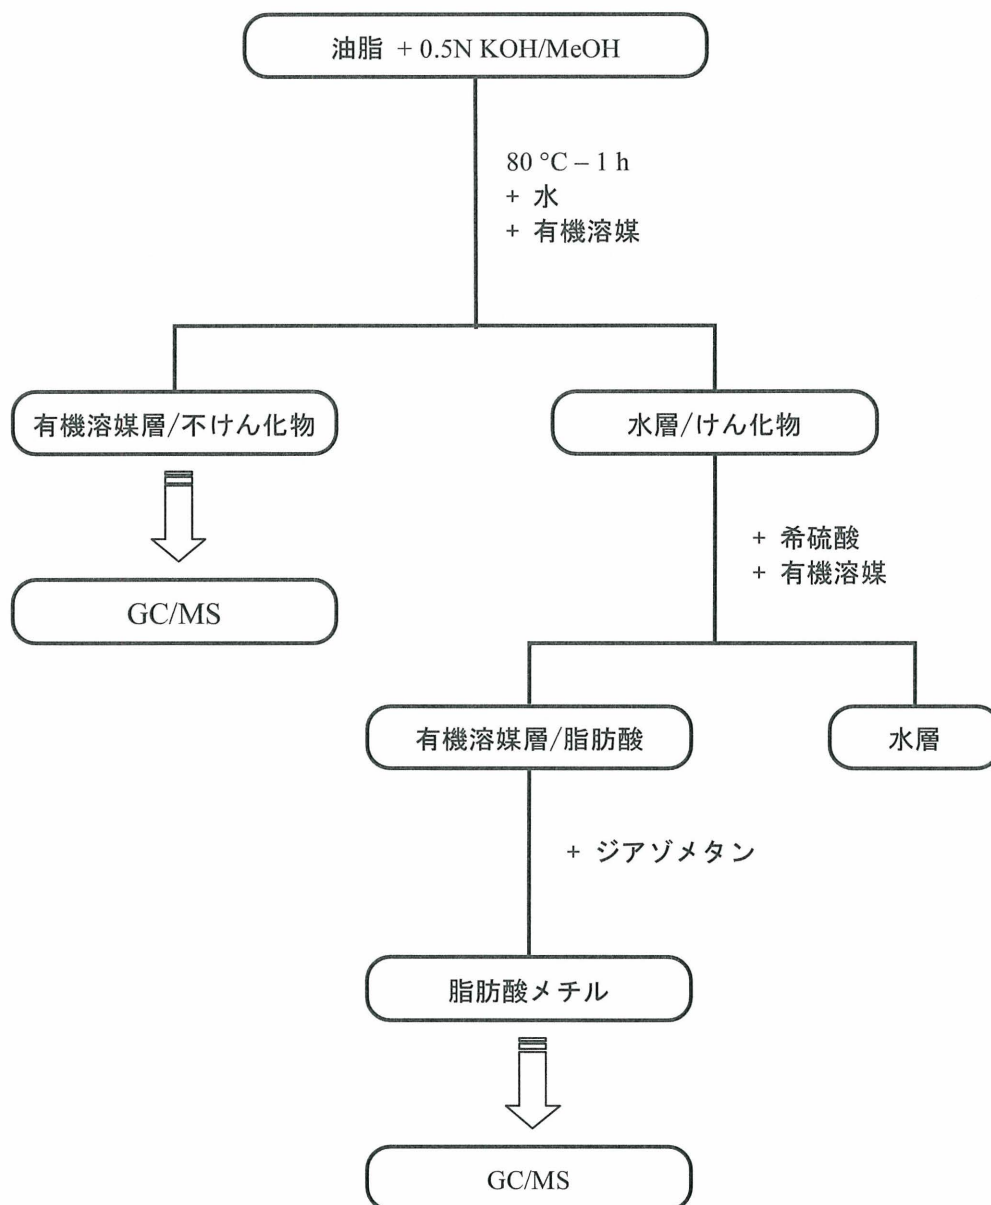 油脂 + 0.5N KOH/MeOH
80 °C – 1 h
+ 水
+ 有機溶媒
有機溶媒層/不けん化物
水層/けん化物
GC/MS
+ 希硫酸
+ 有機溶媒
有機溶媒層/脂肪酸
水層
+ ジアゾメタン
脂肪酸メチル
GC/MS